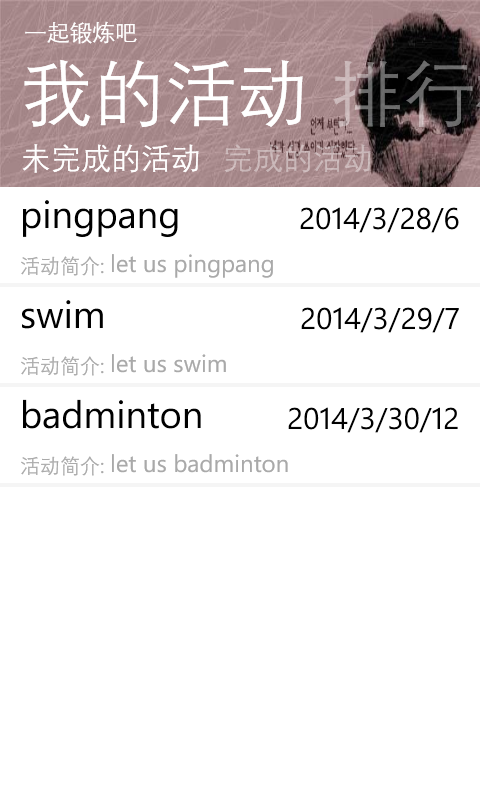 一起锻炼吧
我的活动 排行
未完成的活动 完成的活动
pingpang 2014/3/28/6
活动简介: let us pingpang
swim 2014/3/29/7
活动简介: let us swim
badminton 2014/3/30/12
活动简介: let us badminton